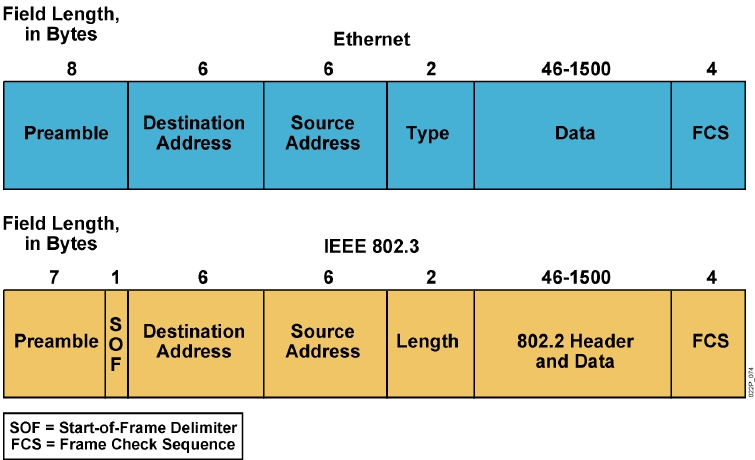 Field Length,
in Bytes
Ethernet
8 6 6 2 46-1500 4
Preamble Destination Address Source Address Type Data FCS
Field Length,
in Bytes
IEEE 802.3
7 1 6 6 2 46-1500 4
Preamble SOF Destination Address Source Address Length 802.2 Header and Data FCS
022P_074
SOF = Start-of-Frame Delimiter
FCS = Frame Check Sequence